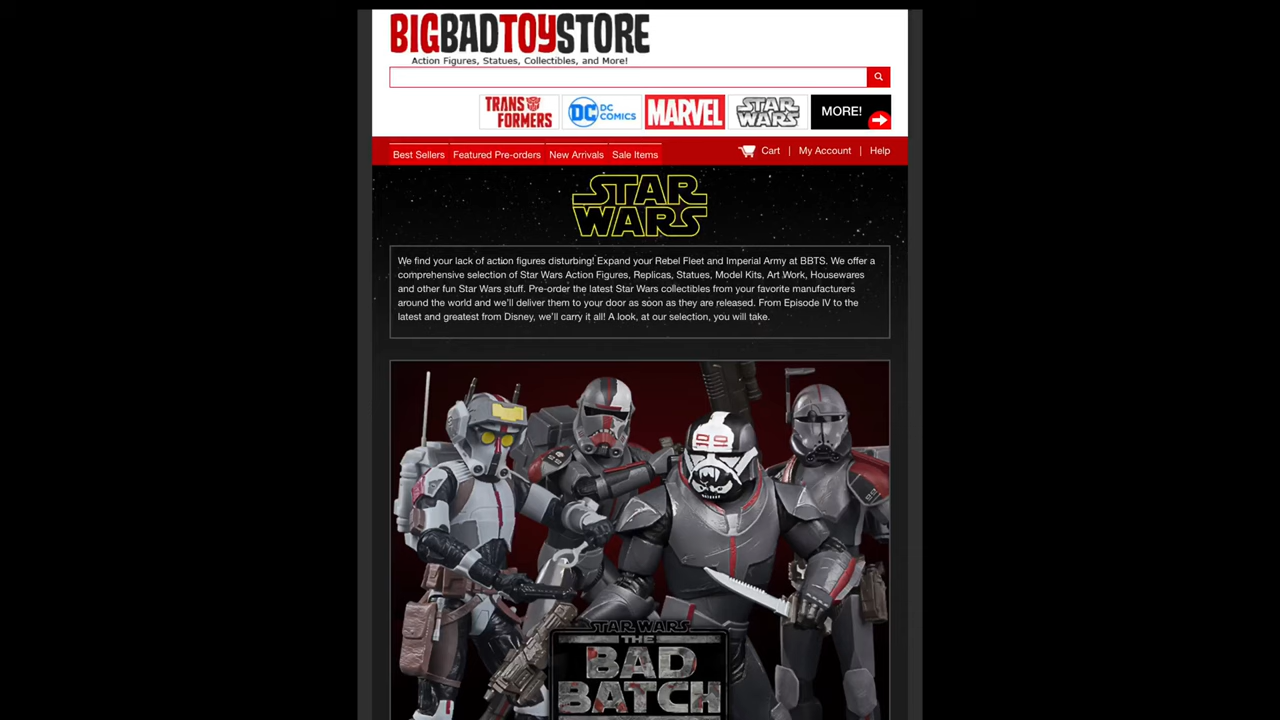 BIGBADTOYSTORE
Action Figures, Statues, Collectibles, and More!
TRANSFORMERS
DC DC COMICS
MARVEL
STAR WARS
MORE!
Best Sellers Featured Pre-orders New Arrivals Sale Items Cart | My Account | Help
STAR
WARS
We find your lack of action figures disturbing! Expand your Rebel Fleet and Imperial Army at BBTS. We offer a
comprehensive selection of Star Wars Action Figures, Replicas, Statues, Model Kits, Art Work, Housewares
and other fun Star Wars stuff. Pre-order the latest Star Wars collectibles from your favorite manufacturers
around the world and we'll deliver them to your door as soon as they are released. From Episode IV to the
latest and greatest from Disney, we'll carry it all! A look, at our selection, you will take.
STAR WARS
THE
BAD
BATCH